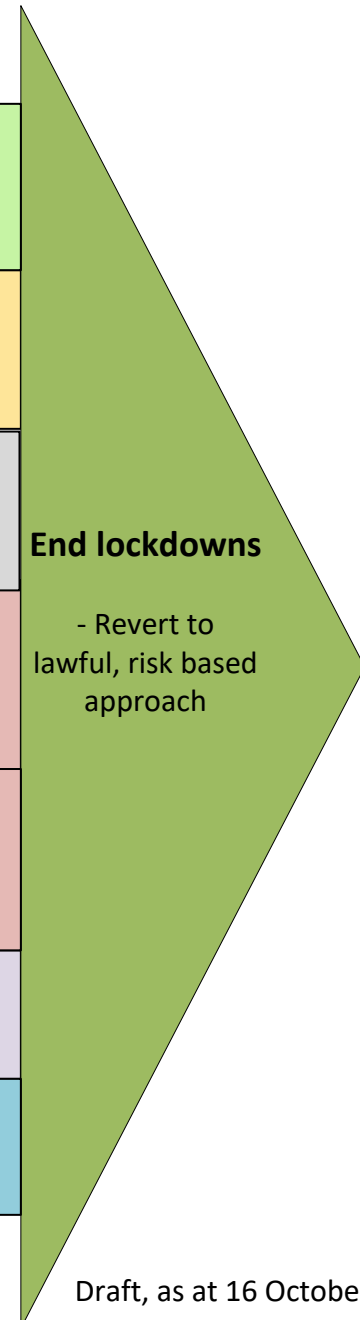 End lockdowns
- Revert to
lawful, risk based
approach
Draft, as at 16 Octobe